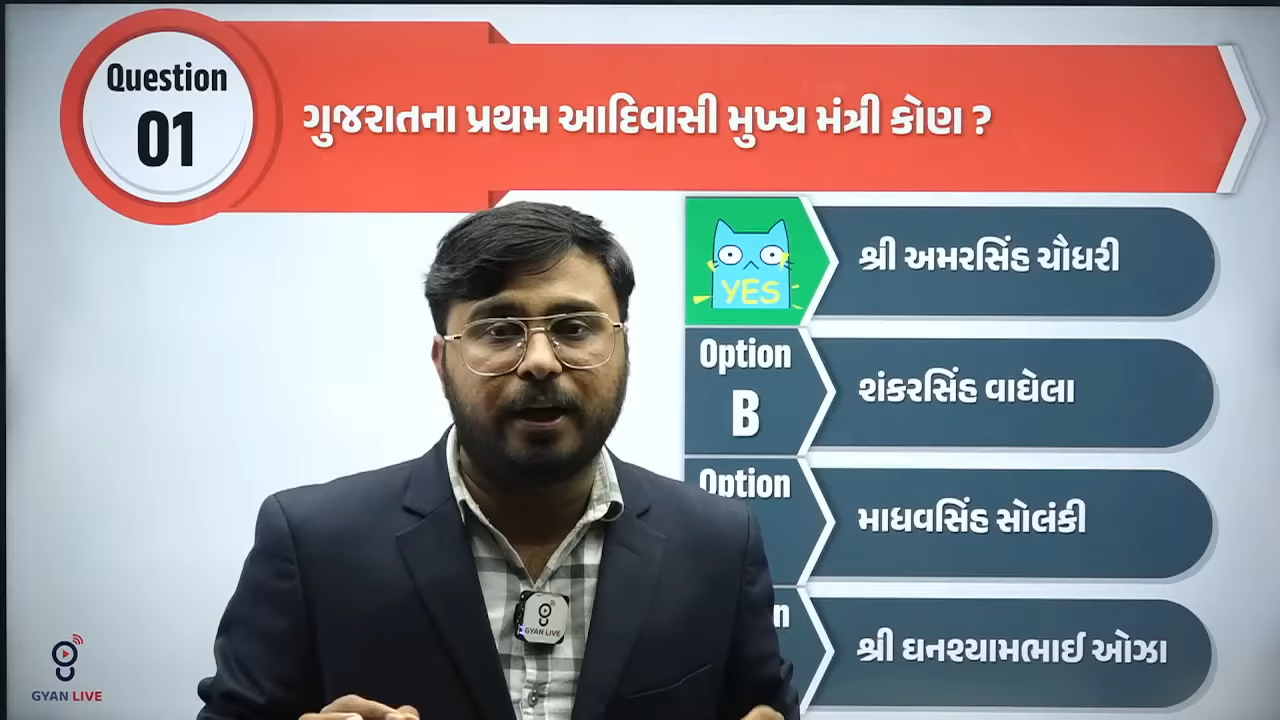 Question
01
ગુજરાતના પ્રથમ આદિવાસી મુખ્ય મંત્રી કોણ ?
YES
શ્રી અમરસિંહ ચૌધરી
Option
B
શંકરસિંહ વાઘેલા
Option
માધવસિંહ સોલંકી
n
શ્રી ઘનશ્યામભાઈ ઓઝા
GYAN LIVE
GYAN LIVE